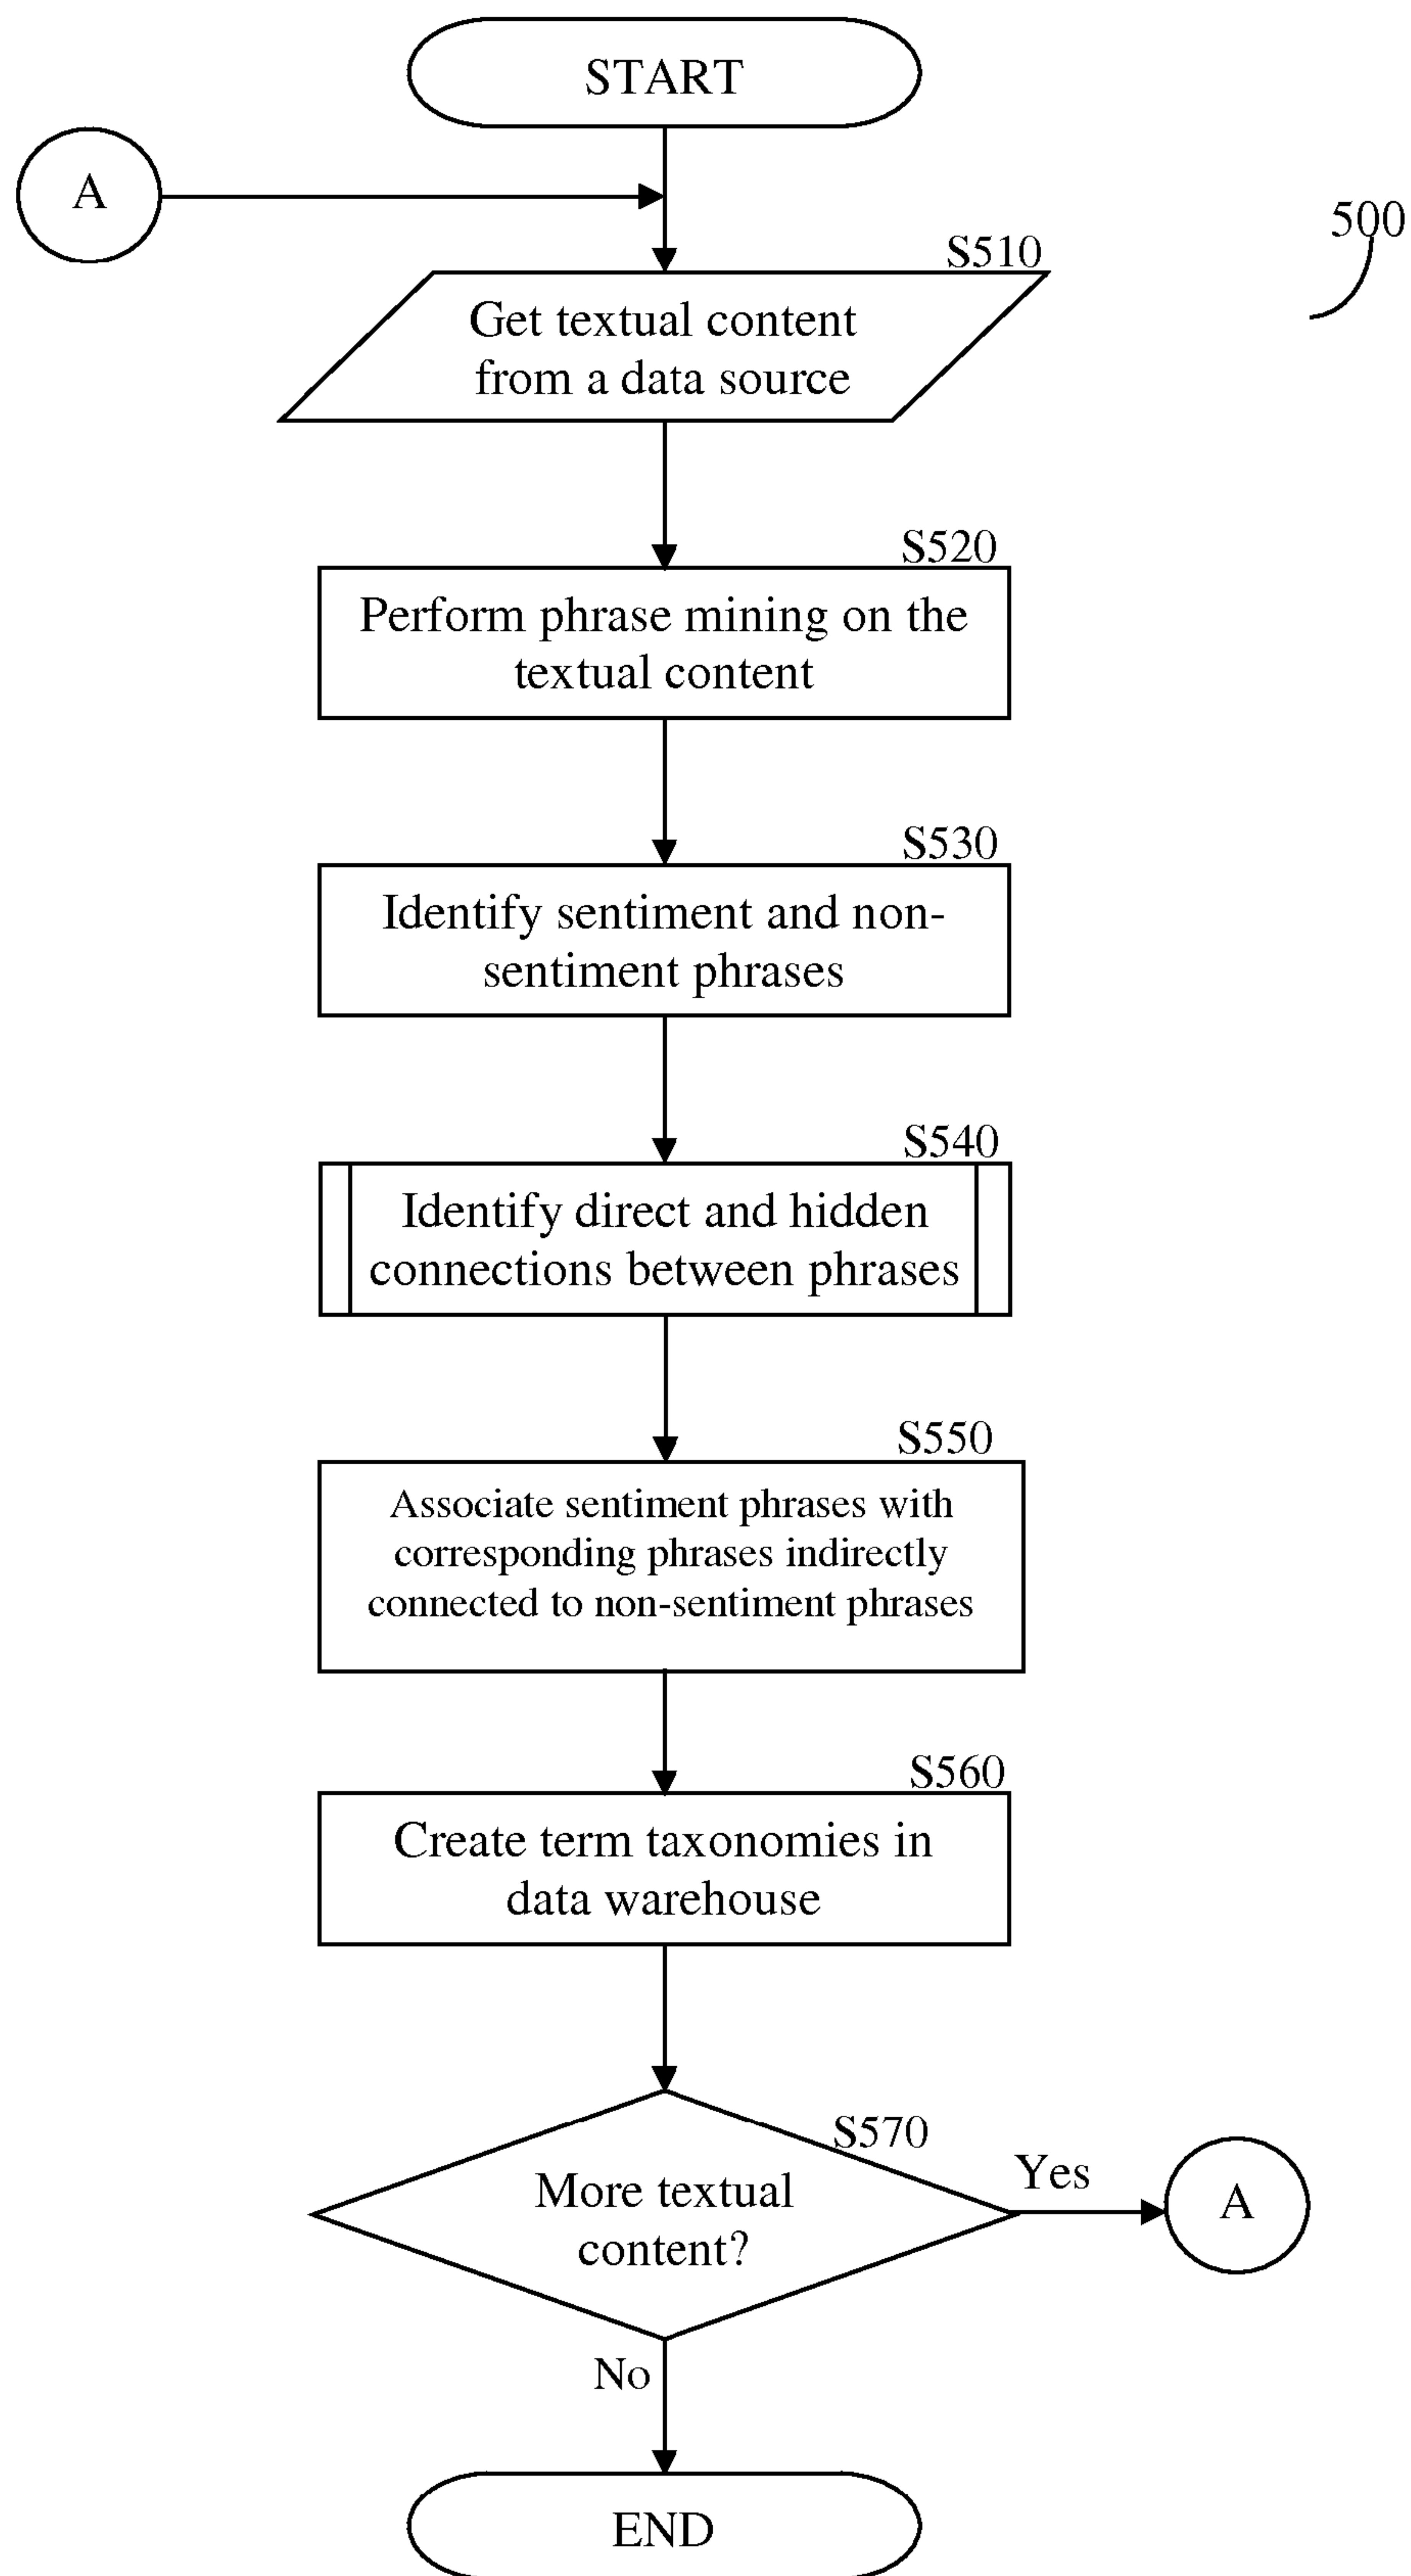 START
A
500
S510
Get textual content
from a data source
S520
Perform phrase mining on the
textual content
S530
Identify sentiment and non-
sentiment phrases
S540
Identify direct and hidden
connections between phrases
S550
Associate sentiment phrases with
corresponding phrases indirectly
connected to non-sentiment phrases
S560
Create term taxonomies in
data warehouse
S570
More textual
content?
Yes
A
No
END